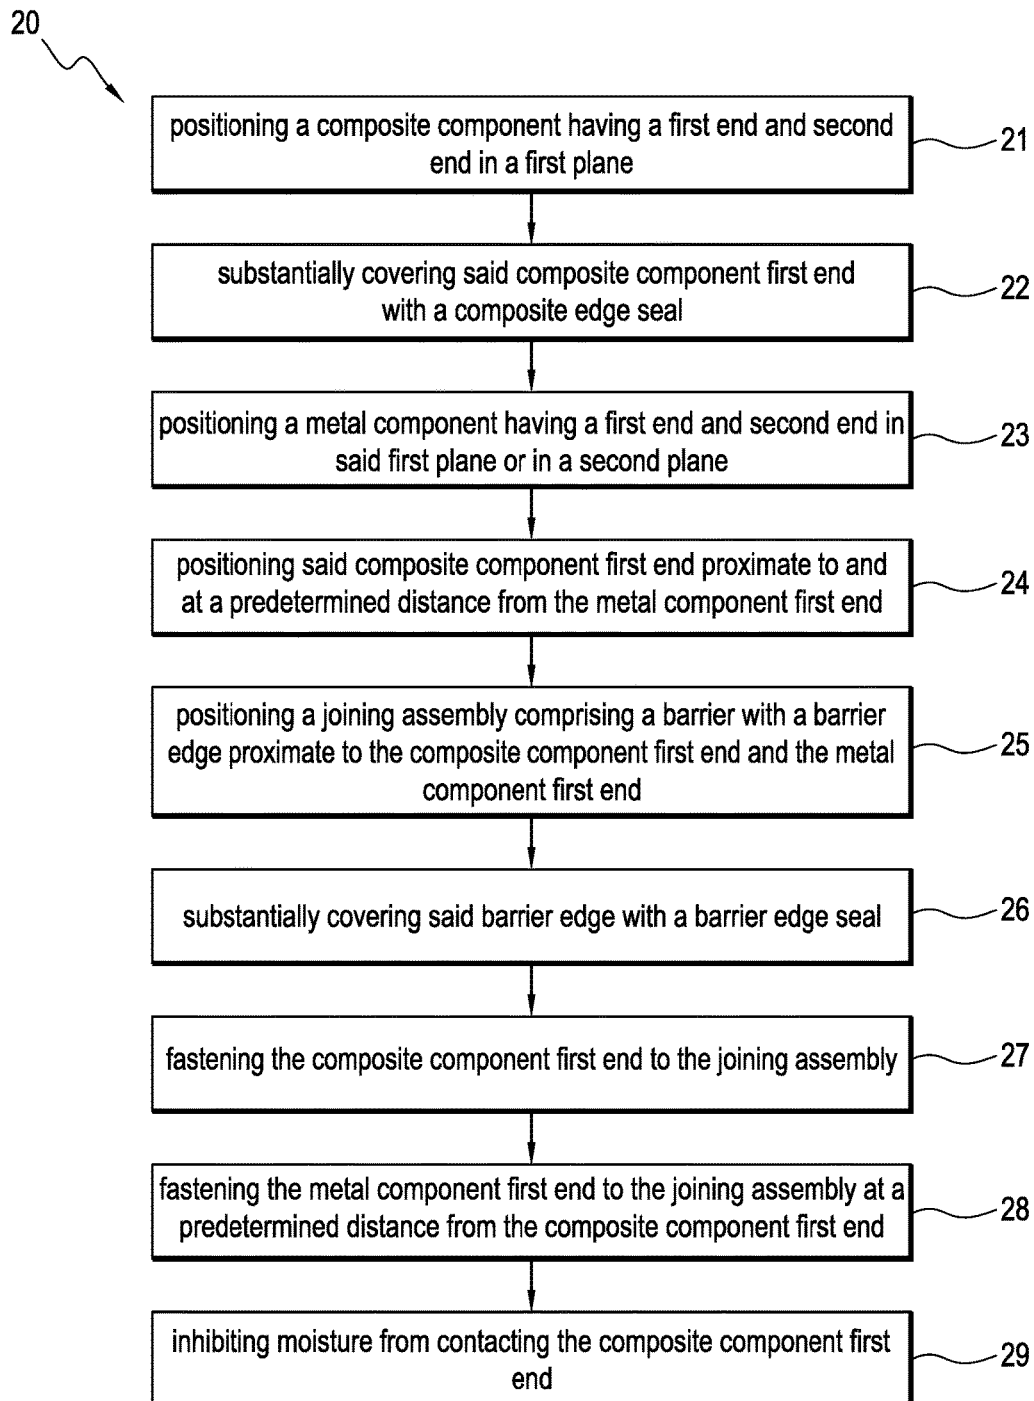 20
positioning a composite component having a first end and second
end in a first plane
21
substantially covering said composite component first end
with a composite edge seal
22
positioning a metal component having a first end and second end in
said first plane or in a second plane
23
positioning said composite component first end proximate to and
at a predetermined distance from the metal component first end
24
positioning a joining assembly comprising a barrier with a barrier
edge proximate to the composite component first end and the metal
component first end
25
substantially covering said barrier edge with a barrier edge seal
26
fastening the composite component first end to the joining assembly
27
fastening the metal component first end to the joining assembly at a
predetermined distance from the composite component first end
28
inhibiting moisture from contacting the composite component first
end
29